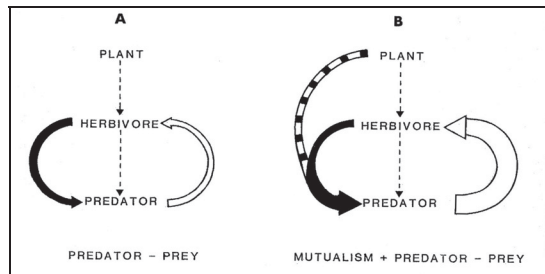 A
PLANT
HERBIVORE
PREDATOR
PREDATOR – PREY
B
PLANT
HERBIVORE
PREDATOR
MUTUALISM + PREDATOR – PREY